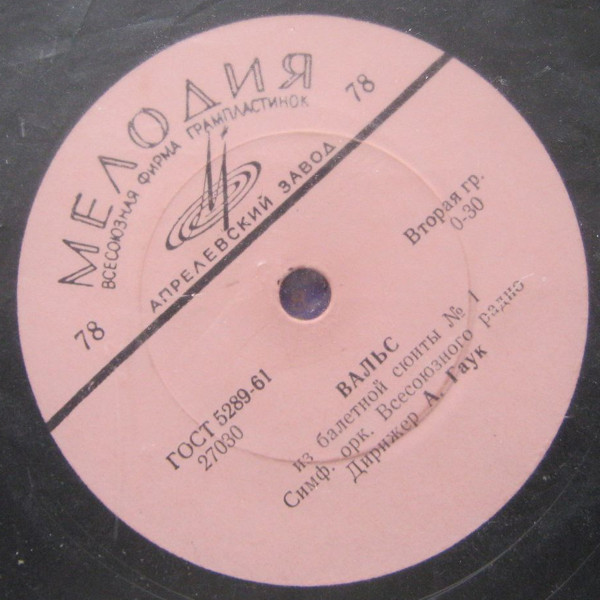 МЕЛОДИЯ
ВСЕСОЮЗНАЯ ФИРМА ГРАМПЛАСТИНОК
АПРЕЛЕВСКИЙ ЗАВОД
78
78
Вторая гр.
0-30
ГОСТ 5289-61
27030
ВАЛЬС
из балетной сюиты № 1
Симф. орк. Всесоюзного радио
Дирижер А. Гаук